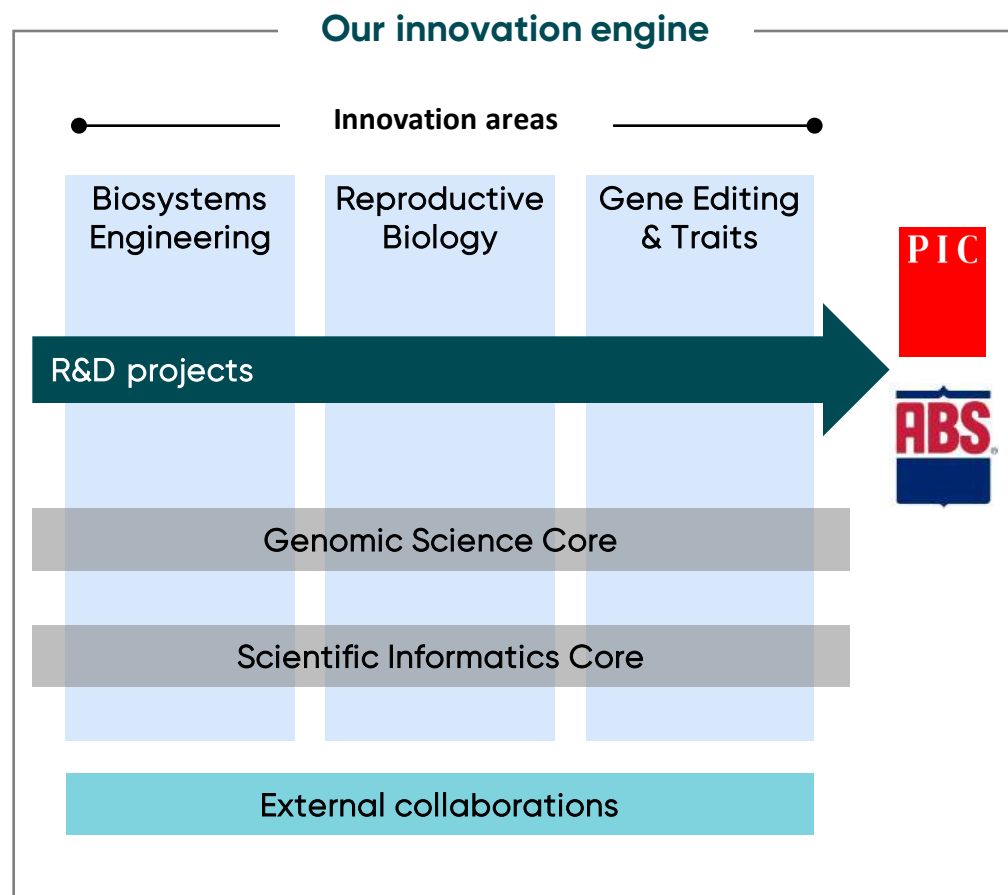 Our innovation engine
Innovation areas
Biosystems
Engineering
Reproductive
Biology
Gene Editing
& Traits
PIC
R&D projects
ABS®
Genomic Science Core
Scientific Informatics Core
External collaborations